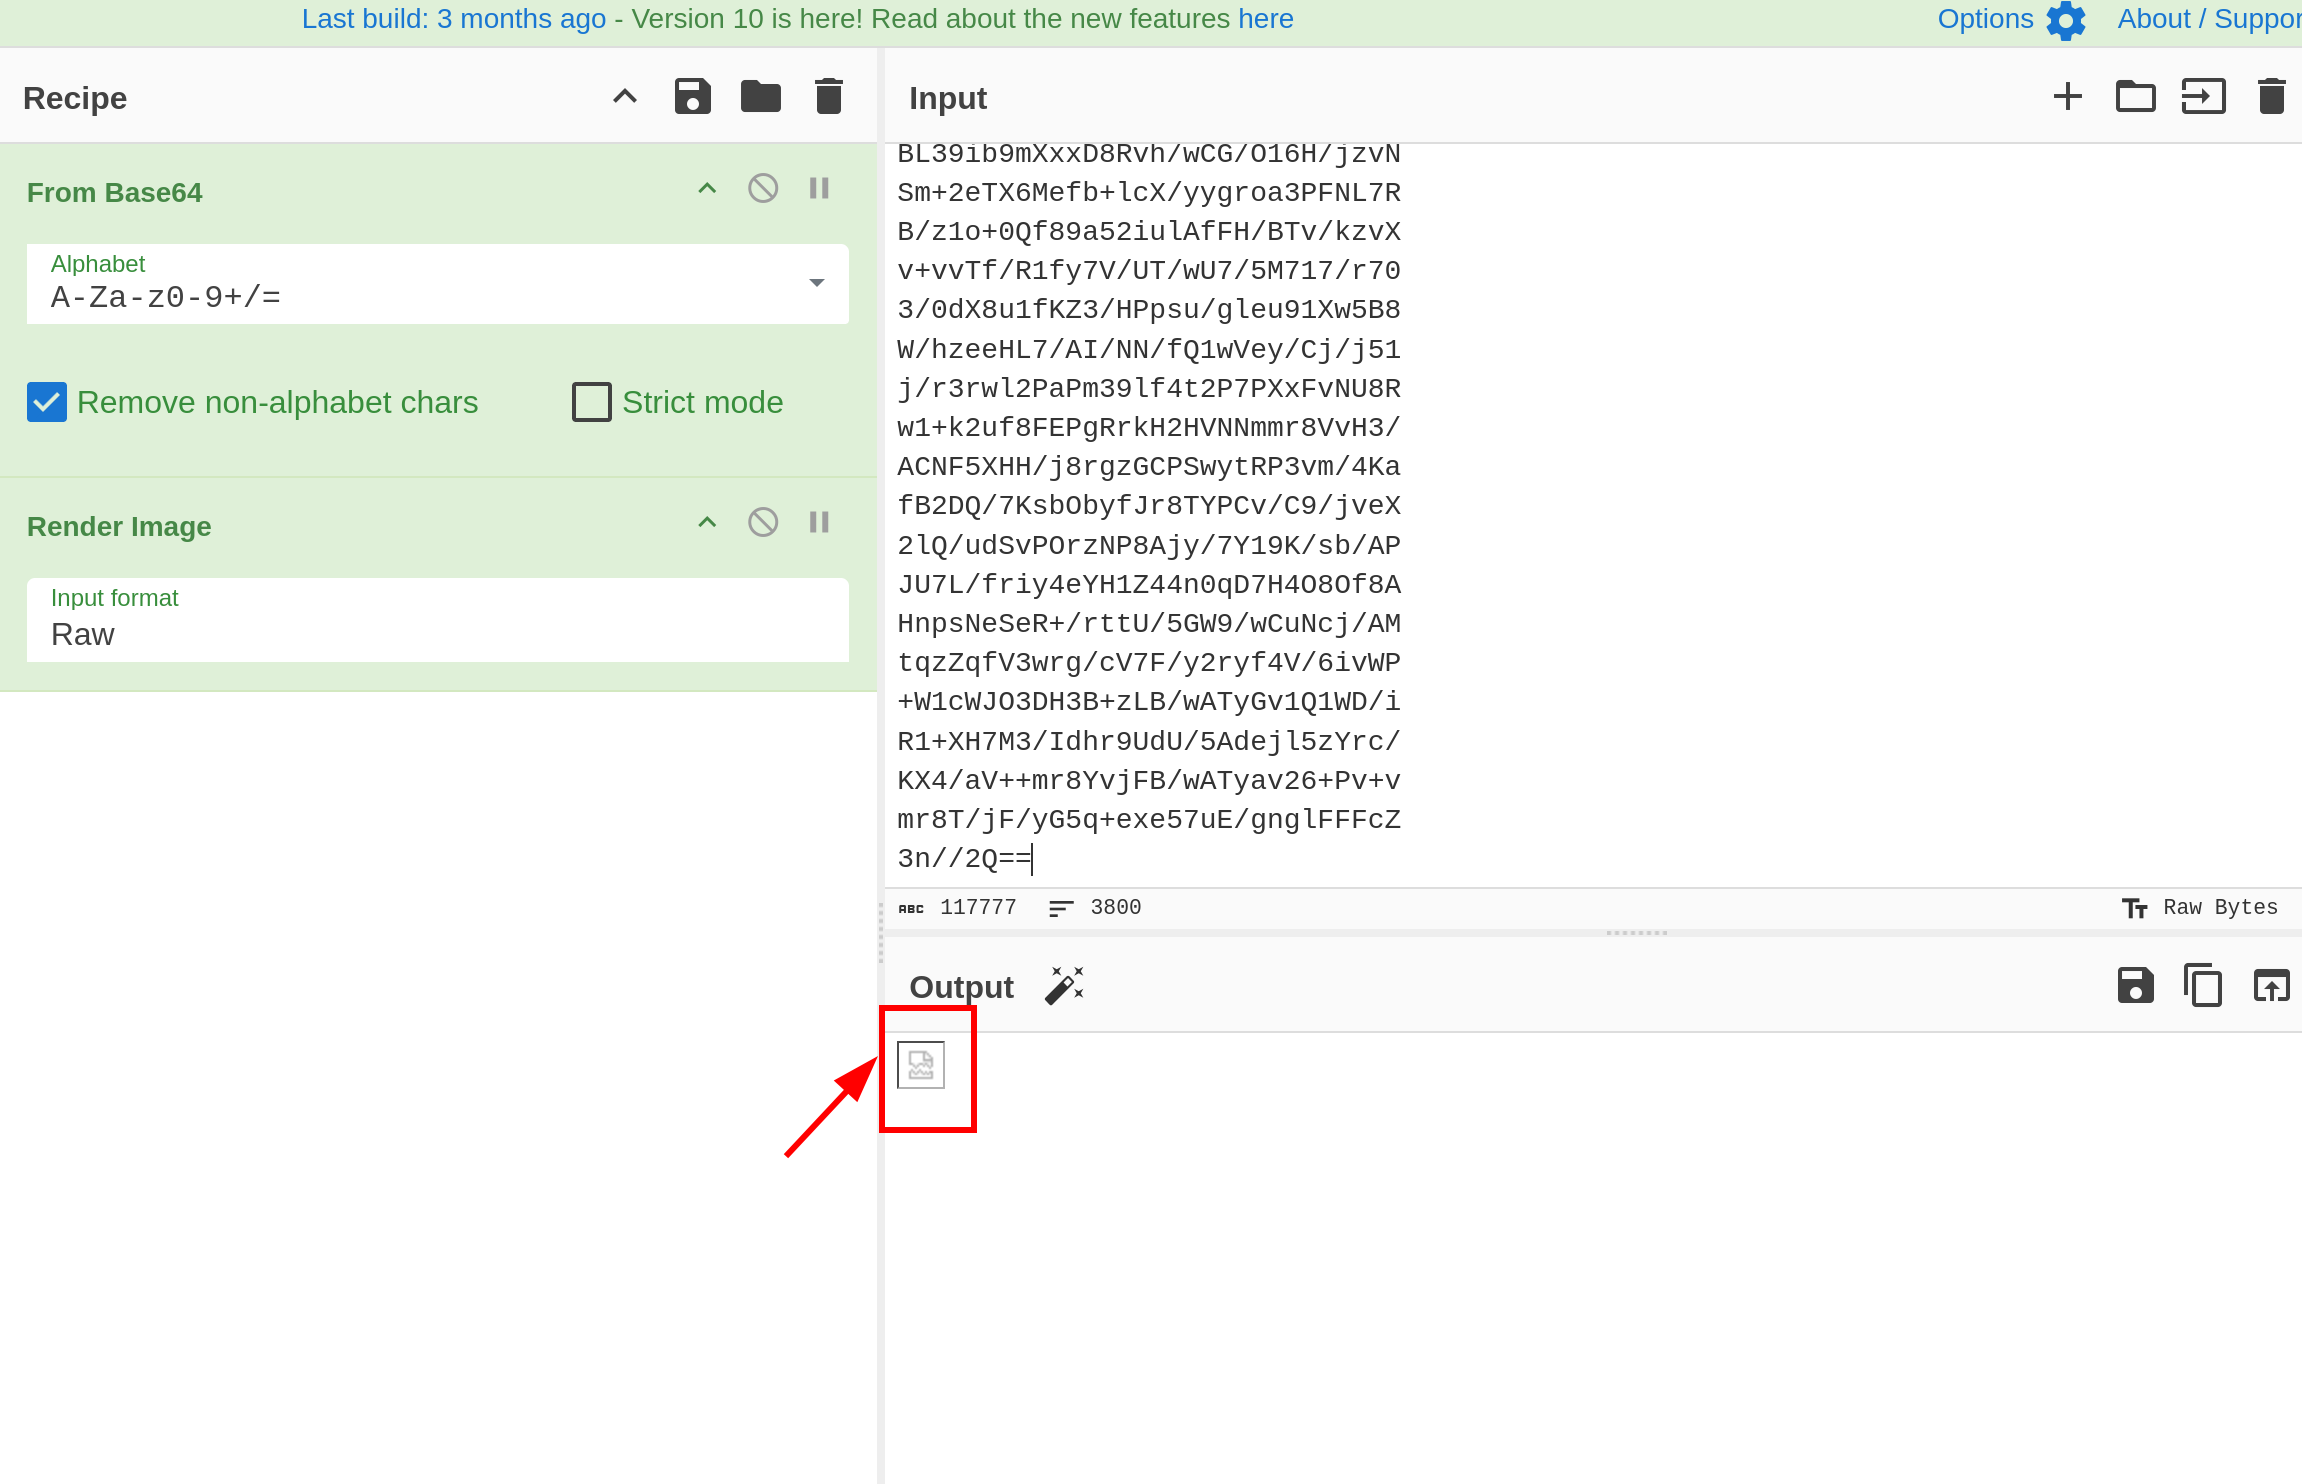 Last build: 3 months ago - Version 10 is here! Read about the new features here
Options
About / Suppor
Recipe
Input
From Base64
Alphabet
A-Za-z0-9+/=
Remove non-alphabet chars
Strict mode
Render Image
Input format
Raw
BL39ib9mXxxD8Rvh/wCG/O16H/jzvN
Sm+2eTX6Mefb+lcX/yygroa3PFNL7R
B/z1o+0Qf89a52iulAfFH/BTv/kzvX
v+vvTf/R1fy7V/UT/wU7/5M717/r70
3/0dX8u1fKZ3/HPpsu/gleu91Xw5B8
W/hzeeHL7/AI/NN/fQ1wVey/Cj/j51
j/r3rwl2PaPm39lf4t2P7PXxFvNU8R
w1+k2uf8FEPgRrkH2HVNNmmr8VvH3/
ACNF5XHH/j8rgzGCPSwytRP3vm/4Ka
fB2DQ/7KsbObyfJr8TYPCv/C9/jveX
2lQ/udSvPOrzNP8Ajy/7Y19K/sb/AP
JU7L/friy4eYH1Z44n0qD7H4O8Of8A
HnpsNeSeR+/rttU/5GW9/wCuNcj/AM
tqzZqfV3wrg/cV7F/y2ryf4V/6ivWP
+W1cWJO3DH3B+zLB/wATyGv1Q1WD/i
R1+XH7M3/Idhr9UdU/5Adejl5zYrc/
KX4/aV++mr8YvjFB/wATyav26+Pv+v
mr8T/jF/yG5q+exe57uE/gnglFFFcZ
3n//2Q==
ABC 117777 3800
Raw Bytes
Output